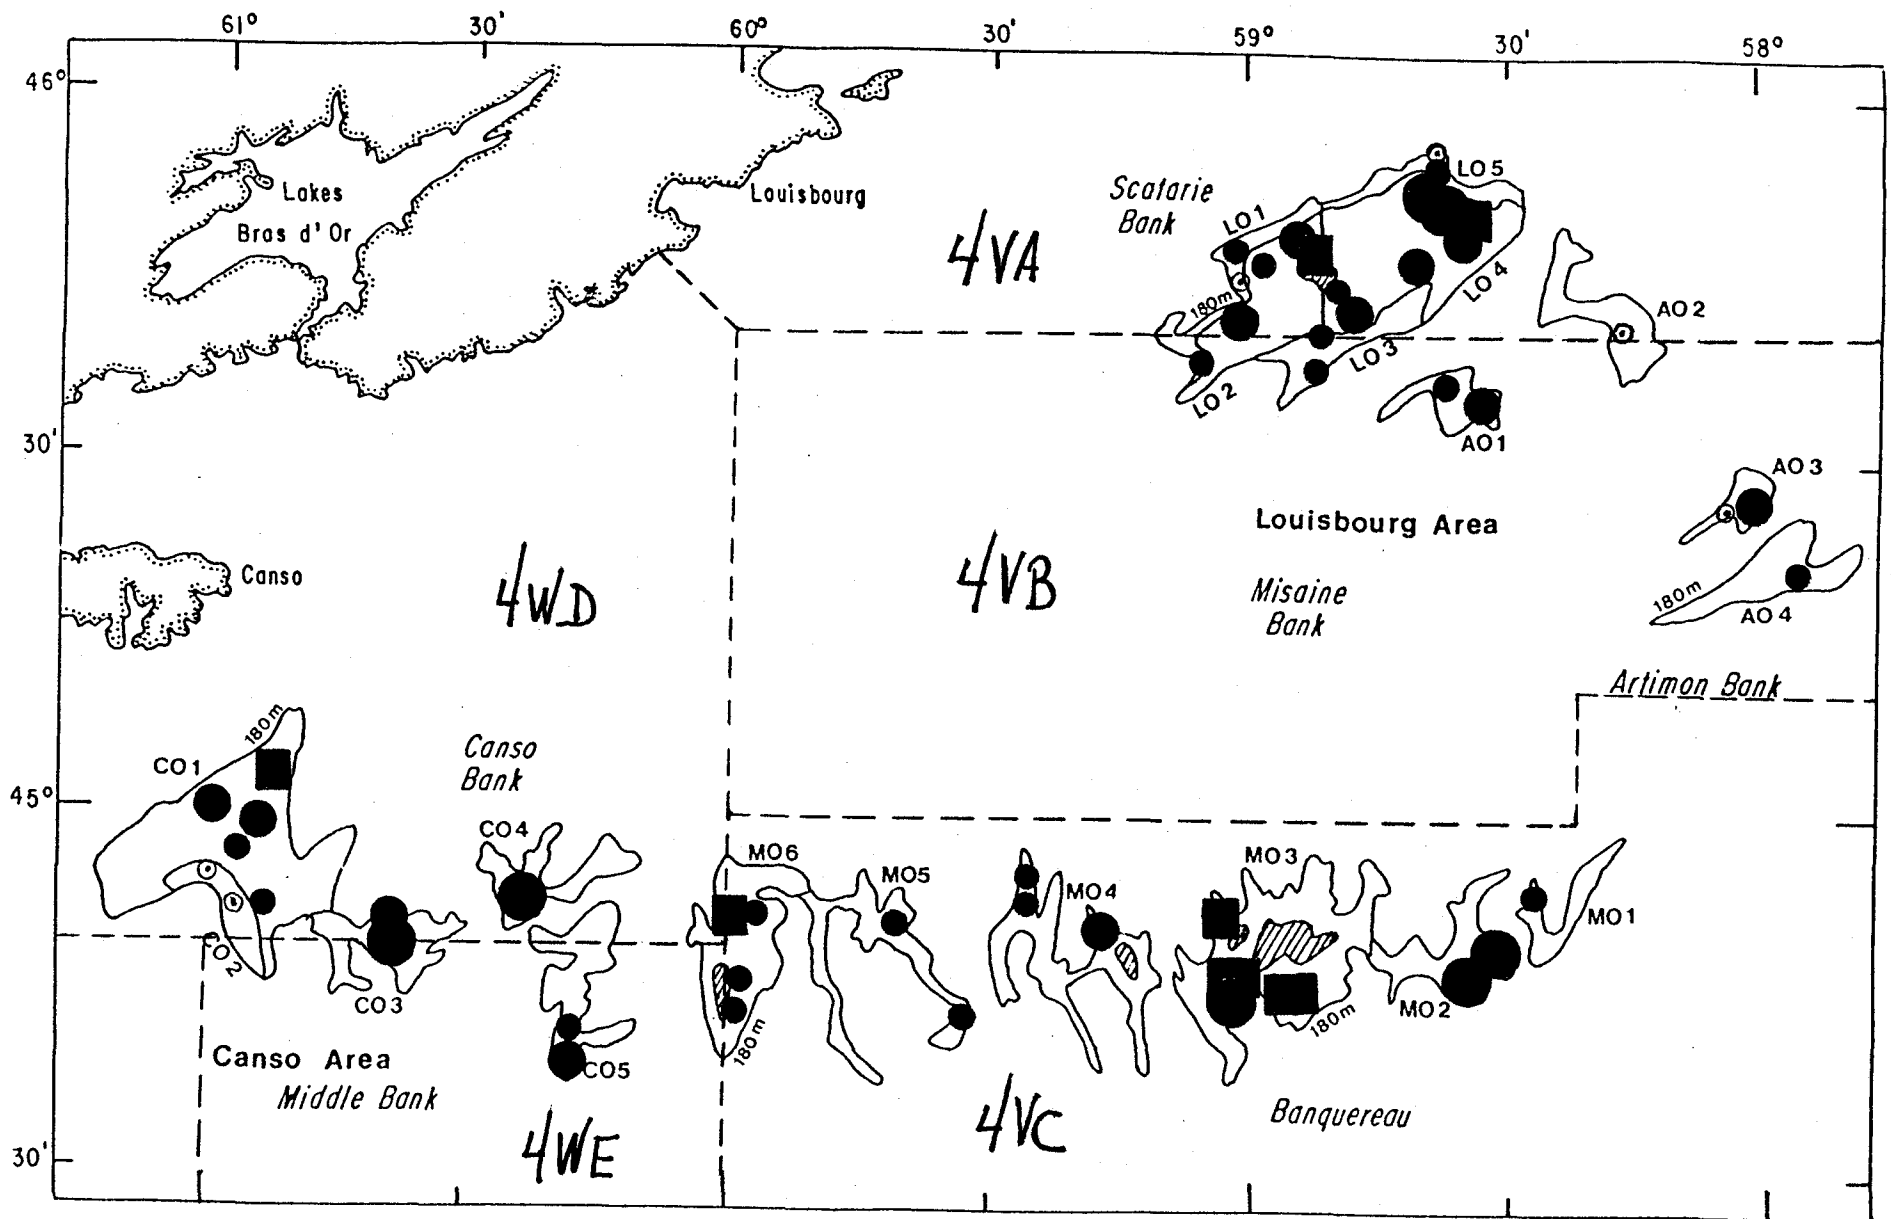 61° 30' 60° 30' 59° 30' 58°
46°
Lakes
Bras d'Or
Louisbourg
Scatarie
Bank
LO5
LO1
4VA
LO4
180m
AO2
LO3
LO2
30'
AO1
AO3
Louisbourg Area
Canso
4WD
4VB
Misaine
Bank
180m
AO4
Artimon Bank
180m
Canso
Bank
CO1
45°
CO4
MO6
MO5
MO4
MO3
MO1
CO2
CO3
MO2
180m
180m
Canso Area
CO5
Middle Bank
4WE
4VC
Banquereau
30'